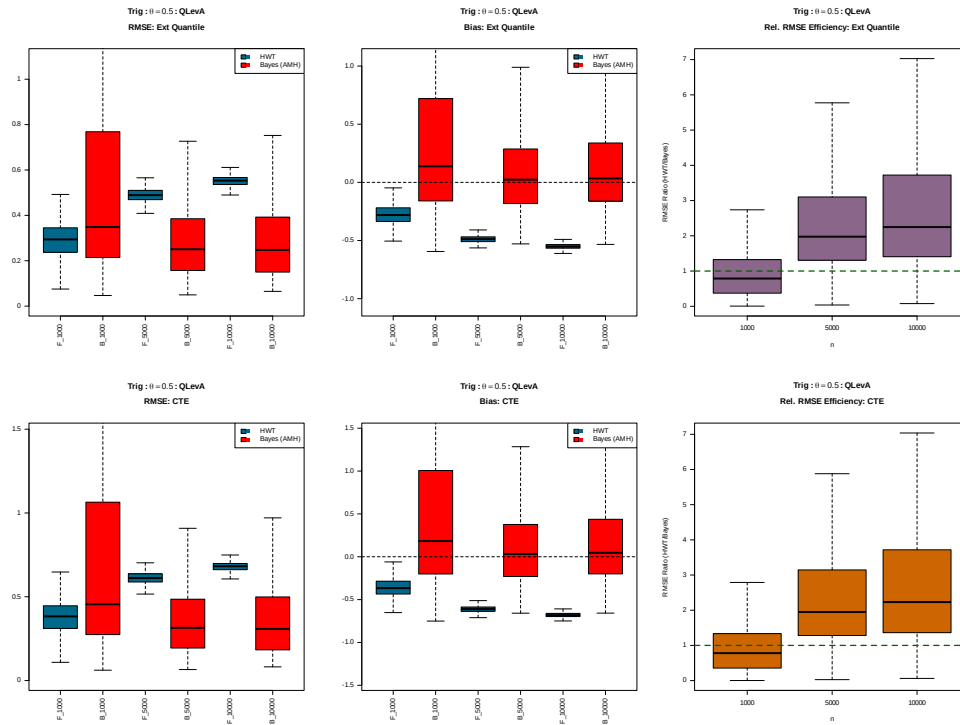 Trig : θ = 0.5 : QLevA
RMSE: Ext Quantile
HWT
Bayes (AMH)
1
0.8
0.6
0.4
0.2
0
F_1000
B_1000
F_5000
B_5000
F_10000
B_10000
Trig : θ = 0.5 : QLevA
Bias: Ext Quantile
HWT
Bayes (AMH)
1.0
0.5
0.0
-0.5
-1.0
F_1000
B_1000
F_5000
B_5000
F_10000
B_10000
Trig : θ = 0.5 : QLevA
Rel. RMSE Efficiency: Ext Quantile
RMSE Ratio (HWT/Bayes)
7
6
5
4
3
2
1
0
1000
5000
10000
n
Trig : θ = 0.5 : QLevA
RMSE: CTE
HWT
Bayes (AMH)
1.5
1
0.5
0
F_1000
B_1000
F_5000
B_5000
F_10000
B_10000
Trig : θ = 0.5 : QLevA
Bias: CTE
HWT
Bayes (AMH)
1.5
1.0
0.5
0.0
-0.5
-1.0
-1.5
F_1000
B_1000
F_5000
B_5000
F_10000
B_10000
Trig : θ = 0.5 : QLevA
Rel. RMSE Efficiency: CTE
RMSE Ratio (HWT/Bayes)
7
6
5
4
3
2
1
0
1000
5000
10000
n